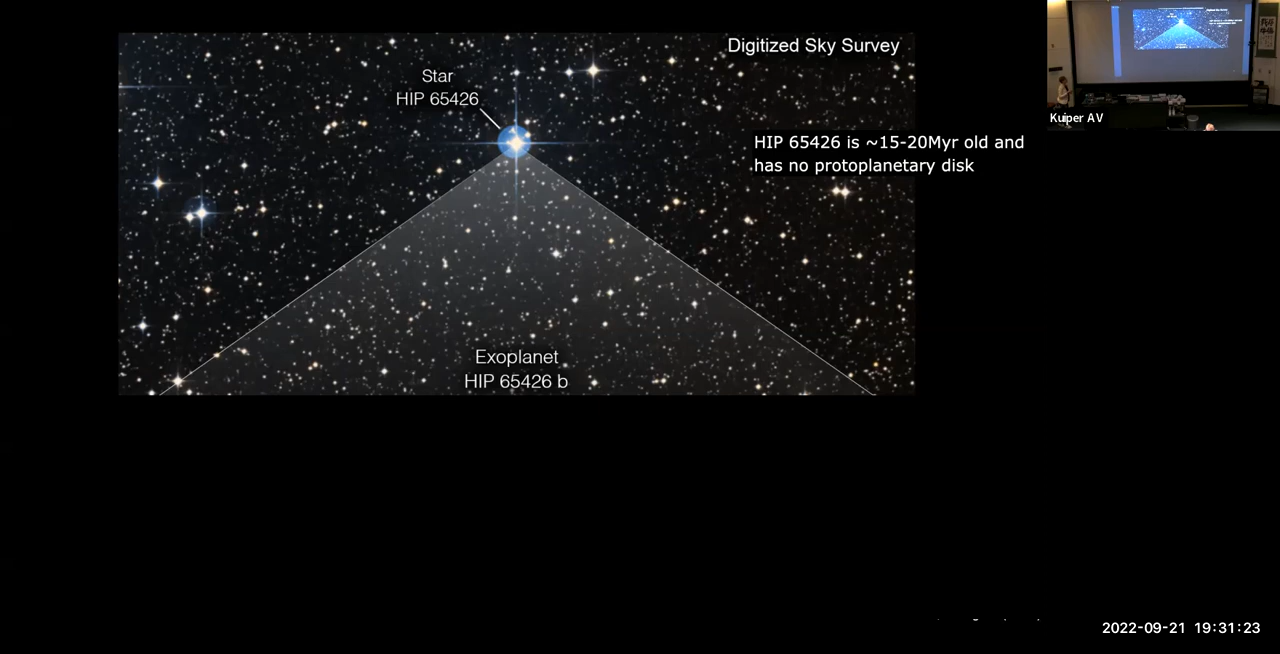 Digitized Sky Survey
Star
HIP 65426
HIP 65426 is ~15-20Myr old and
has no protoplanetary disk
Exoplanet
HIP 65426 b
Kuiper AV
2022-09-21 19:31:23